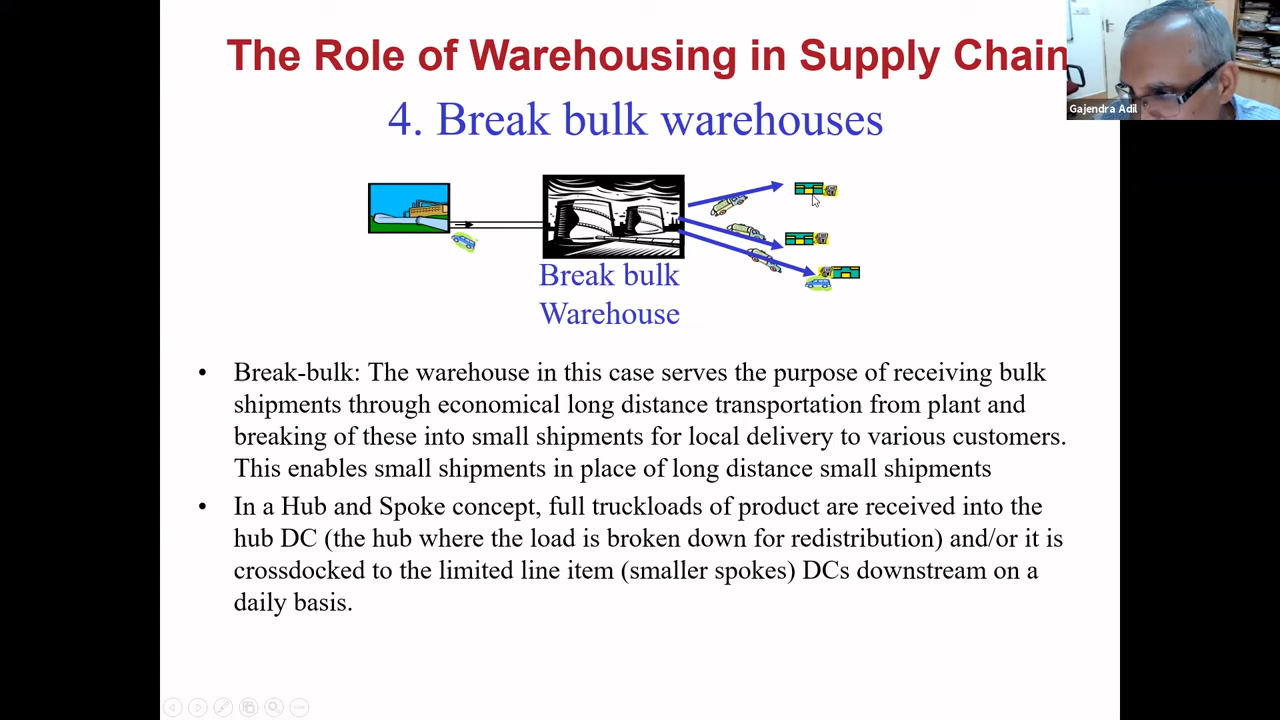 The Role of Warehousing in Supply Chain
Gajendra Adil
4. Break bulk warehouses
Break bulk
Warehouse
• Break-bulk: The warehouse in this case serves the purpose of receiving bulk
shipments through economical long distance transportation from plant and
breaking of these into small shipments for local delivery to various customers.
This enables small shipments in place of long distance small shipments
• In a Hub and Spoke concept, full truckloads of product are received into the
hub DC (the hub where the load is broken down for redistribution) and/or it is
crossdocked to the limited line item (smaller spokes) DCs downstream on a
daily basis.